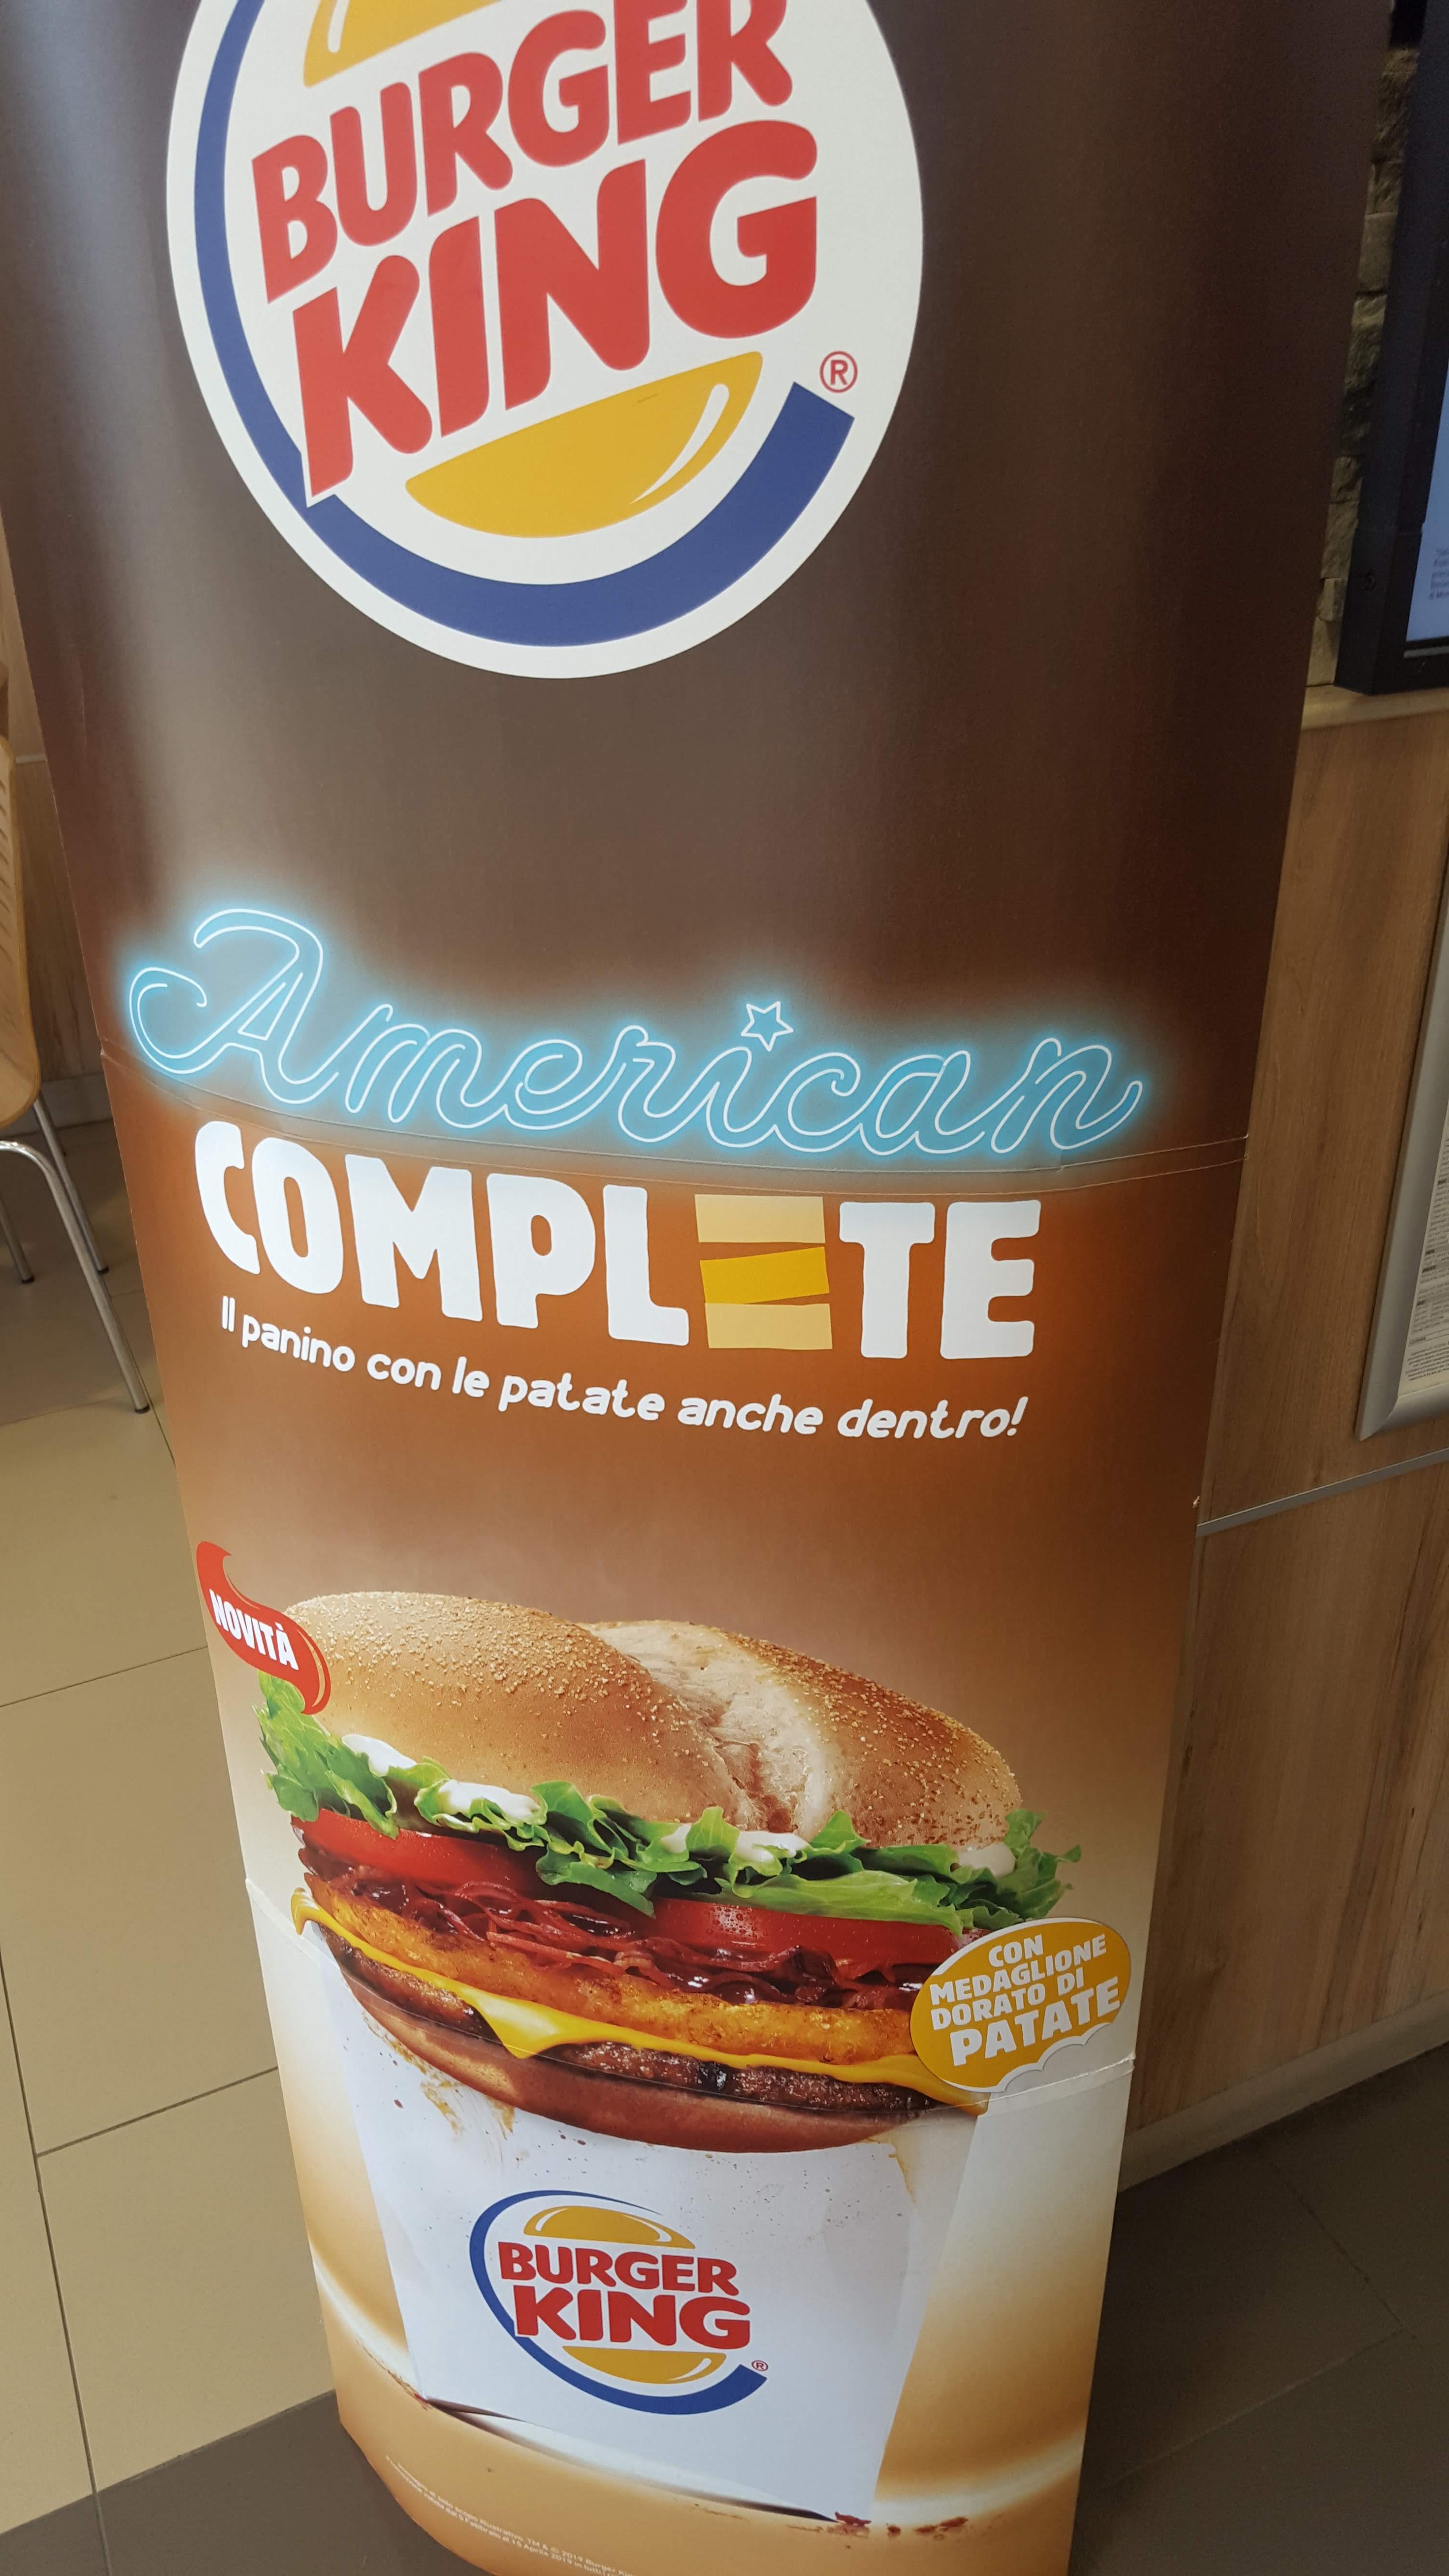 BURGER
KING
®
American
COMPLETE
Il panino con le patate anche dentro!
NOVITÀ
CON
MEDAGLIONE
DORATO DI
PATATE
BURGER
KING
®